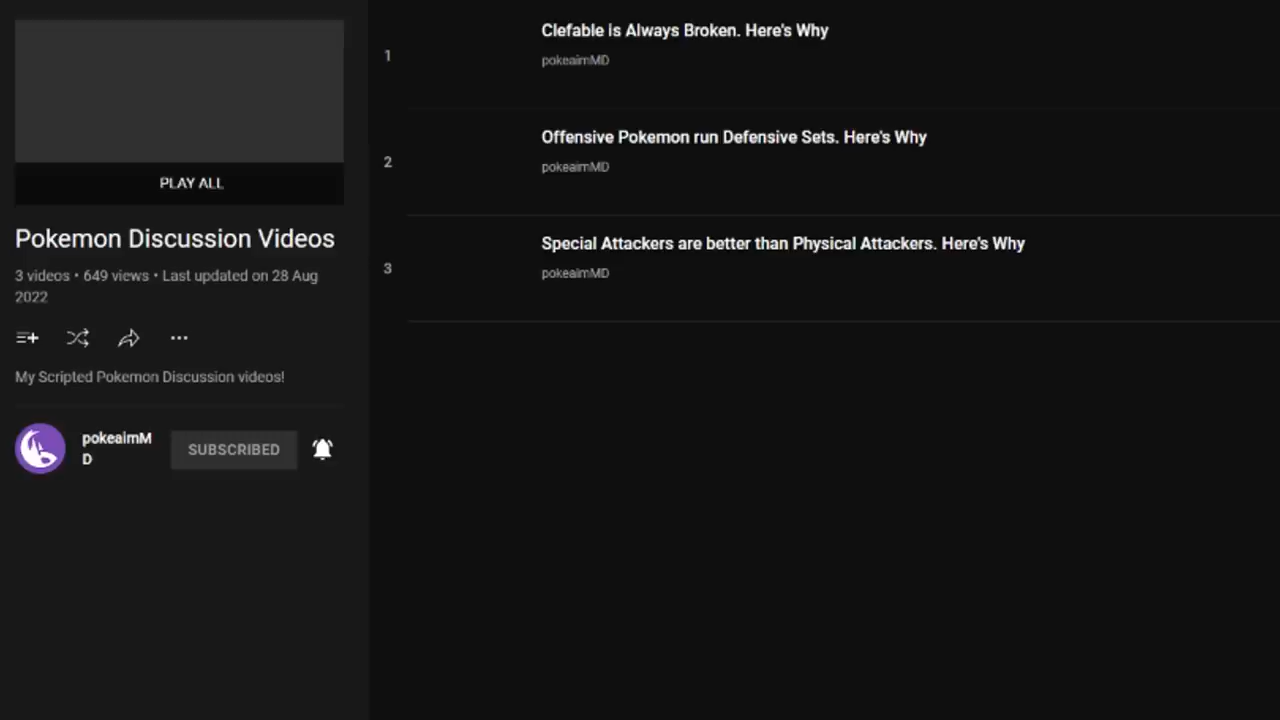 PLAY ALL
Pokemon Discussion Videos
3 videos • 649 views • Last updated on 28 Aug
2022
My Scripted Pokemon Discussion videos!
pokeaimM
D
SUBSCRIBED
1
Clefable is Always Broken. Here's Why
pokeaimMD
2
Offensive Pokemon run Defensive Sets. Here's Why
pokeaimMD
3
Special Attackers are better than Physical Attackers. Here's Why
pokeaimMD